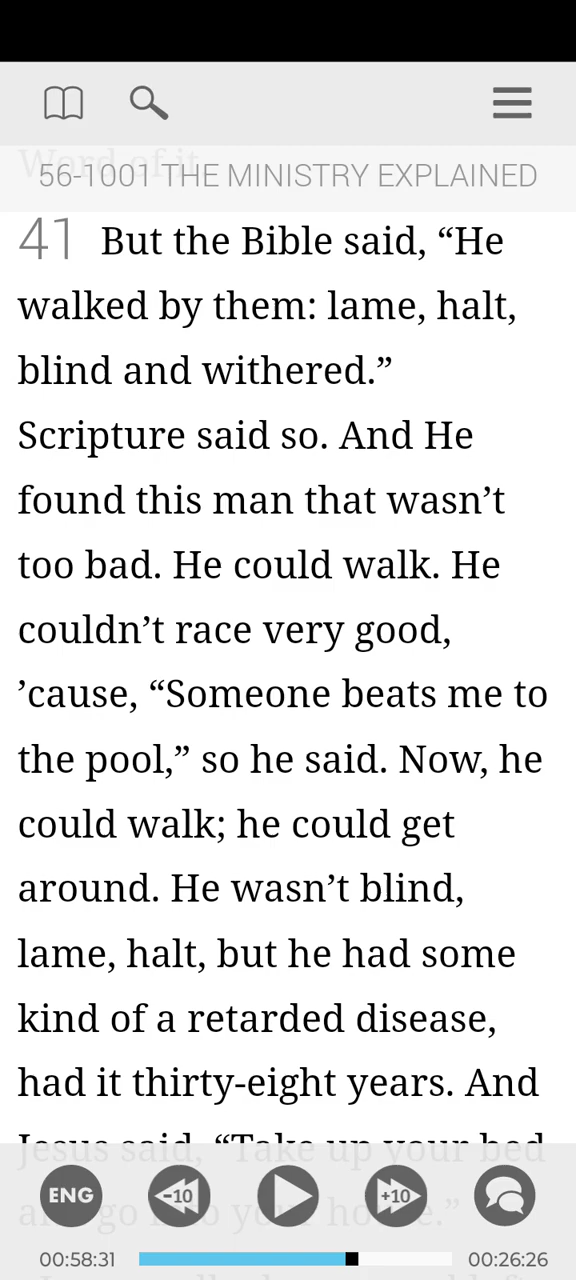 Word of it
56-1001 THE MINISTRY EXPLAINED
41 But the Bible said, “He
walked by them: lame, halt,
blind and withered.”
Scripture said so. And He
found this man that wasn’t
too bad. He could walk. He
couldn’t race very good,
’cause, “Someone beats me to
the pool,” so he said. Now, he
could walk; he could get
around. He wasn’t blind,
lame, halt, but he had some
kind of a retarded disease,
had it thirty-eight years. And
Jesus said, “Take up your bed
ENG -10 +10
00:58:31 00:26:26